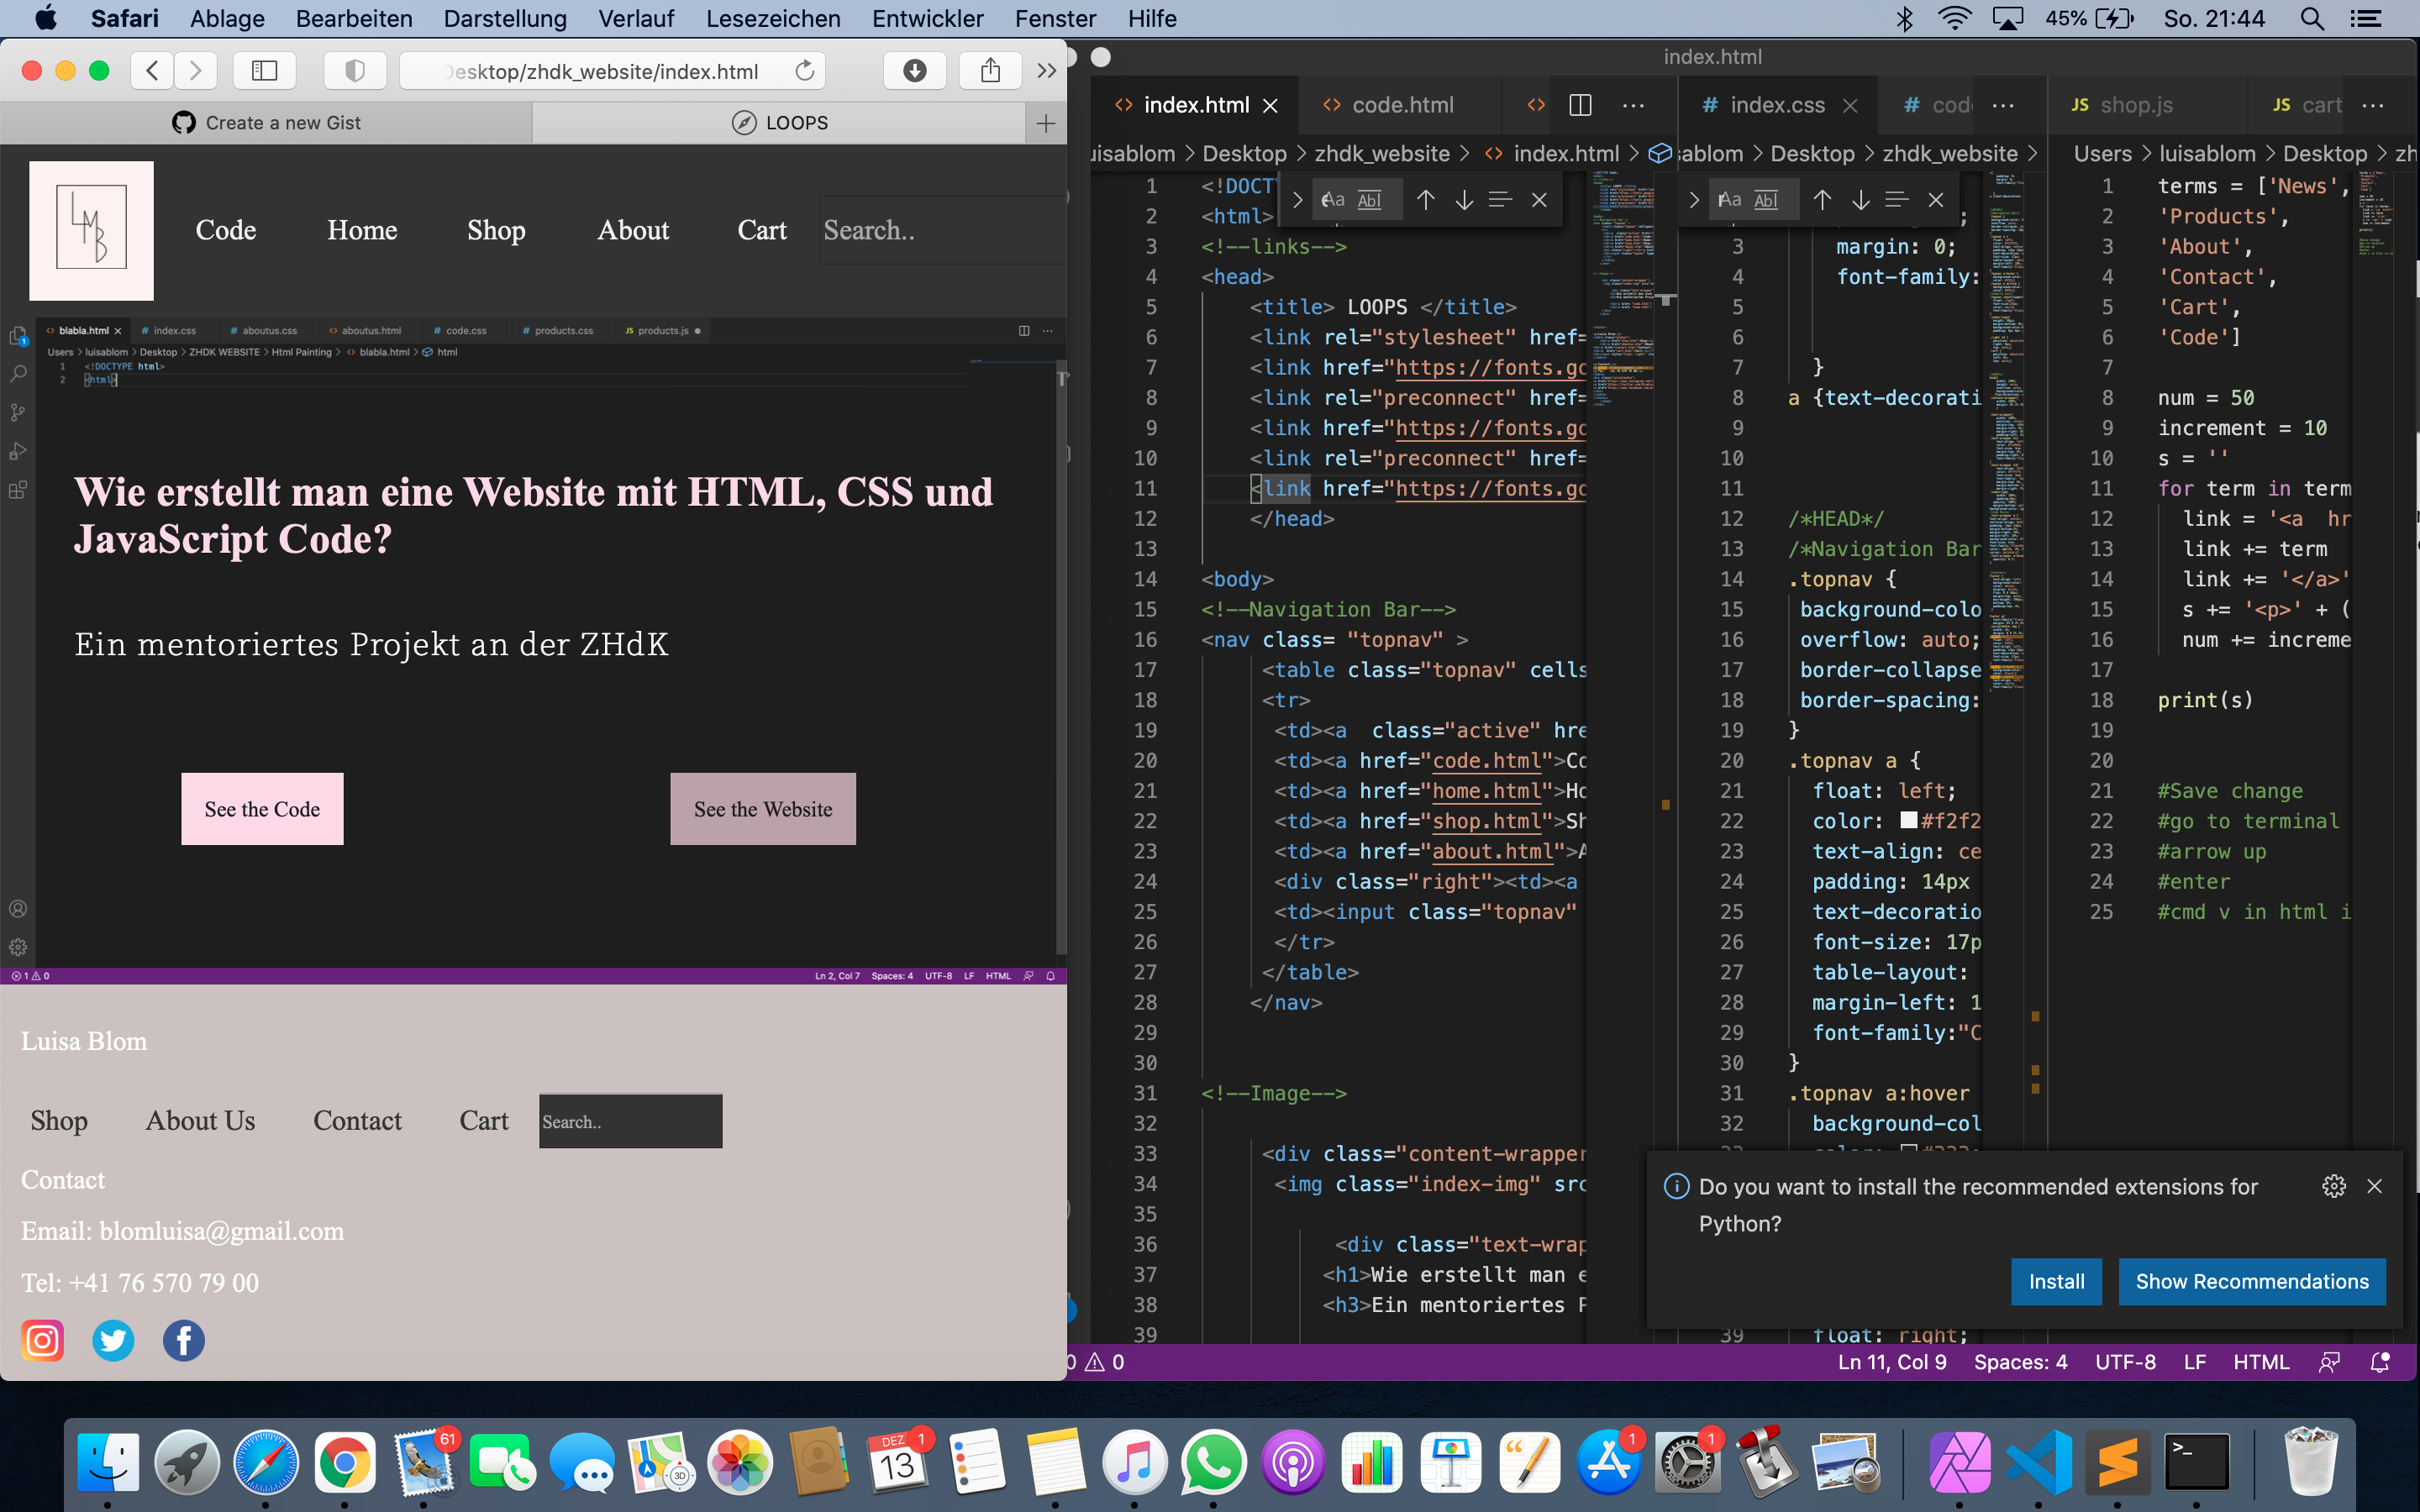 Safari Ablage Bearbeiten Darstellung Verlauf Lesezeichen Entwickler Fenster Hilfe 45% So. 21:44
Desktop/zhdk_website/index.html
Create a new Gist
LOOPS
LMB
Code Home Shop About Cart Search..
blabla.html # index.css # aboutus.css <> aboutus.html # code.css # products.css JS products.js
Users > luisablom > Desktop > ZHDK WEBSITE > Html Painting > <> blabla.html > html
1 <!DOCTYPE html>
2 <html>
Wie erstellt man eine Website mit HTML, CSS und
JavaScript Code?
Ein mentoriertes Projekt an der ZHdK
See the Code See the Website
1 0 Ln 2, Col 7 Spaces: 4 UTF-8 LF HTML
Luisa Blom
Shop About Us Contact Cart Search..
Contact
Email: blomluisa@gmail.com
Tel: +41 76 570 79 00
index.html
<> index.html <> code.html <>
uisablom > Desktop > zhdk_website > <> index.html >
Aa Abl
1 <!DOCT
2 <html>
3 <!--links-->
4 <head>
5 <title> LOOPS </title>
6 <link rel="stylesheet" href=
7 <link href="https://fonts.go
8 <link rel="preconnect" href=
9 <link href="https://fonts.go
10 <link rel="preconnect" href=
11 <link href="https://fonts.go
12 </head>
13
14 <body>
15 <!--Navigation Bar-->
16 <nav class= "topnav" >
17 <table class="topnav" cells
18 <tr>
19 <td><a  class="active" hre
20 <td><a href="code.html">Co
21 <td><a href="home.html">Ho
22 <td><a href="shop.html">Sh
23 <td><a href="about.html">A
24 <div class="right"><td><a
25 <td><input class="topnav"
26 </tr>
27 </table>
28 </nav>
29
30
31 <!--Image-->
32
33 <div class="content-wrapper
34 <img class="index-img" src
35
36 <div class="text-wrap
37 <h1>Wie erstellt man e
38 <h3>Ein mentoriertes P
39
# index.css # cod
sablom > Desktop > zhdk_website >
Aa Abl
3 margin: 0;
4 font-family:
5
6
7 }
8 a {text-decorati
9
10
11
12 /*HEAD*/
13 /*Navigation Bar
14 .topnav {
15 background-colo
16 overflow: auto;
17 border-collapse
18 border-spacing:
19 }
20 .topnav a {
21 float: left;
22 color: #f2f2
23 text-align: ce
24 padding: 14px
25 text-decoratio
26 font-size: 17p
27 table-layout:
28 margin-left: 1
29 font-family:"C
30 }
31 .topnav a:hover
32 background-col
39 float: right;
JS shop.js JS cart
Users > luisablom > Desktop > zh
1 terms = ['News',
2 'Products',
3 'About',
4 'Contact',
5 'Cart',
6 'Code']
7
8 num = 50
9 increment = 10
10 s = ''
11 for term in term
12 link = '<a  hr
13 link += term
14 link += '</a>'
15 s += '<p>' + (
16 num += increme
17
18 print(s)
19
20
21 #Save change
22 #go to terminal
23 #arrow up
24 #enter
25 #cmd v in html i
Do you want to install the recommended extensions for
Python?
Install Show Recommendations
0 0 Ln 11, Col 9 Spaces: 4 UTF-8 LF HTML
61 DEZ 13 1 3D 1 1 >_